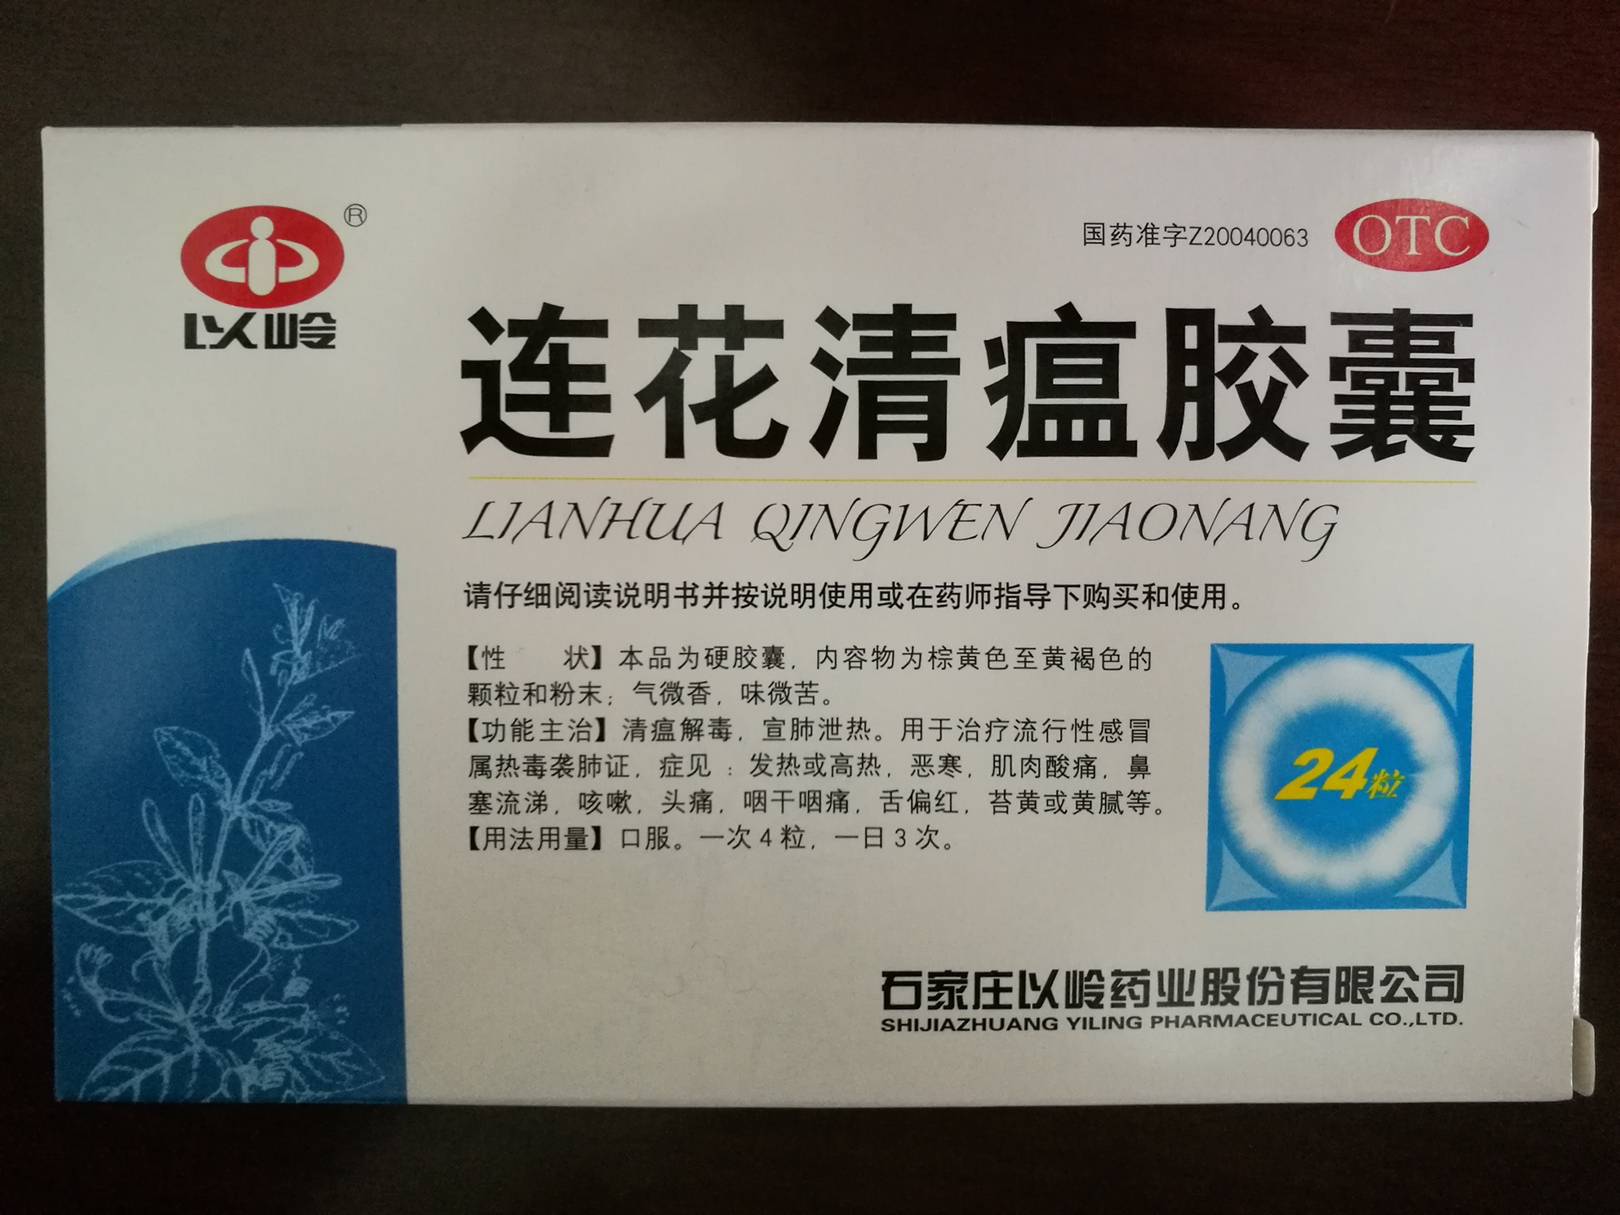 ®
以岭
国药准字Z20040063
OTC
连花清瘟胶囊
LIANHUA QINGWEN JIAONANG
请仔细阅读说明书并按说明使用或在药师指导下购买和使用。
【性　　状】本品为硬胶囊，内容物为棕黄色至黄褐色的
颗粒和粉末；气微香，味微苦。
【功能主治】清瘟解毒，宣肺泄热。用于治疗流行性感冒
属热毒袭肺证，症见：发热或高热，恶寒，肌肉酸痛，鼻
塞流涕，咳嗽，头痛，咽干咽痛，舌偏红，苔黄或黄腻等。
【用法用量】口服。一次4粒，一日3次。
24粒
石家庄以岭药业股份有限公司
SHIJIAZHUANG YILING PHARMACEUTICAL CO.,LTD.